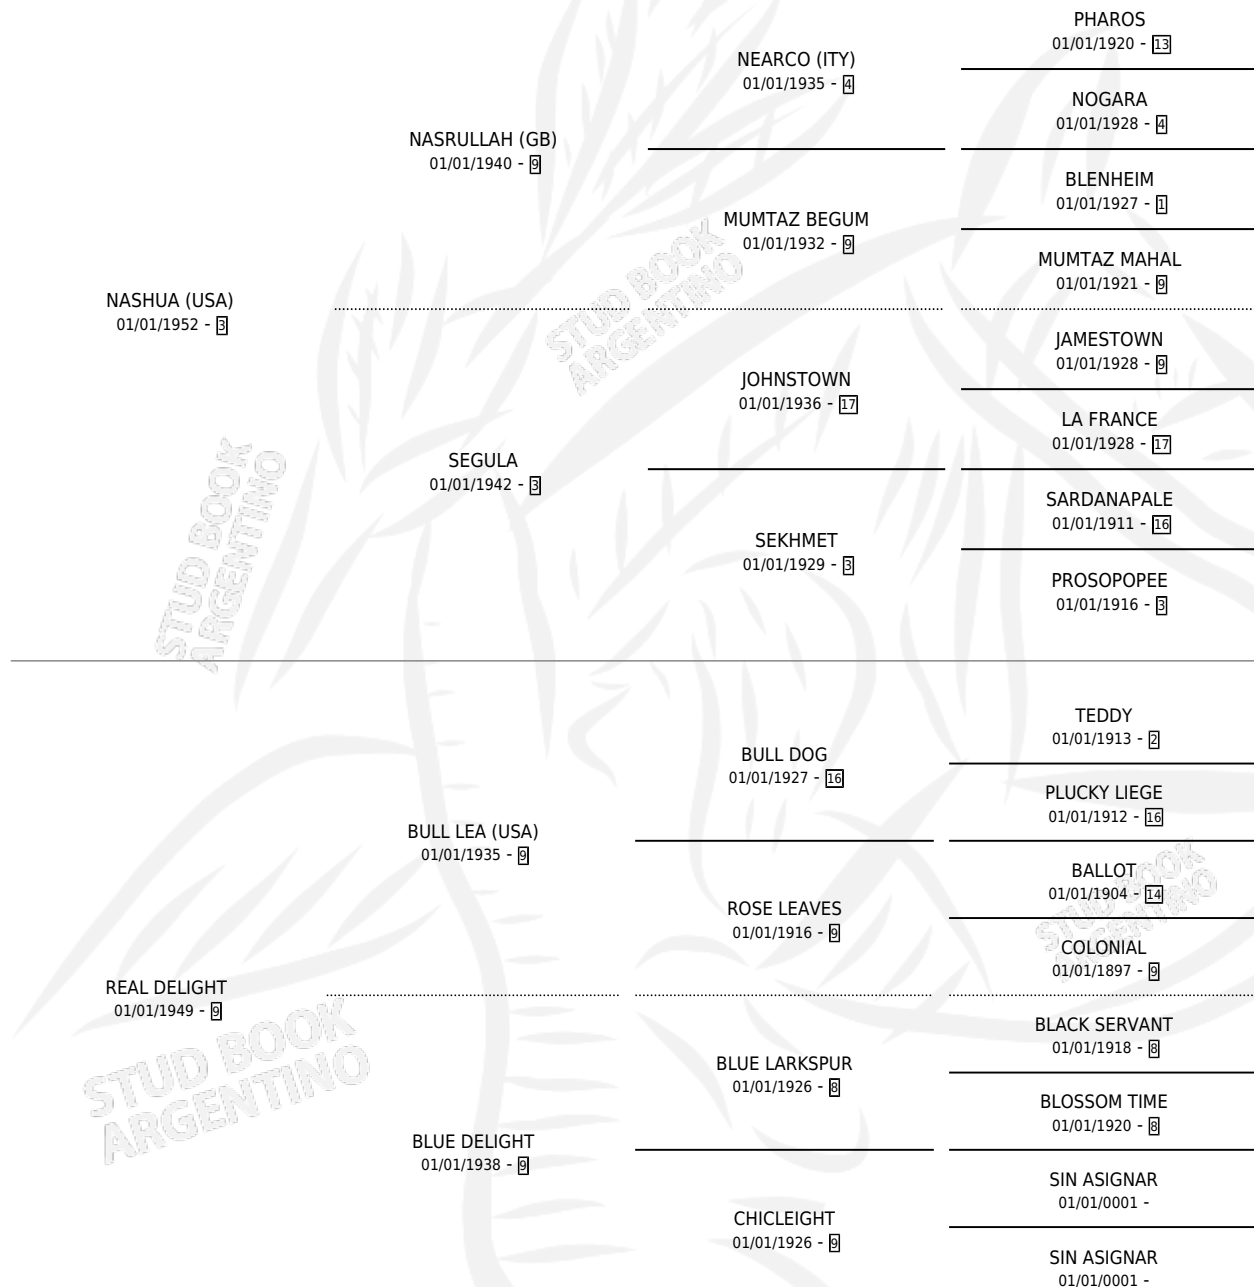 PHAROS
01/01/1920 - 13
NEARCO (ITY)
01/01/1935 - 4
NOGARA
01/01/1928 - 4
NASRULLAH (GB)
01/01/1940 - 9
BLENHEIM
01/01/1927 - 1
MUMTAZ BEGUM
01/01/1932 - 9
MUMTAZ MAHAL
01/01/1921 - 9
NASHUA (USA)
01/01/1952 - 3
JAMESTOWN
01/01/1928 - 9
JOHNSTOWN
01/01/1936 - 17
LA FRANCE
01/01/1928 - 17
SEGULA
01/01/1942 - 3
SARDANAPALE
01/01/1911 - 16
SEKHMET
01/01/1929 - 3
PROSOPOPEE
01/01/1916 - 3
TEDDY
01/01/1913 - 2
BULL DOG
01/01/1927 - 16
PLUCKY LIEGE
01/01/1912 - 16
BULL LEA (USA)
01/01/1935 - 9
BALLOT
01/01/1904 - 14
ROSE LEAVES
01/01/1916 - 9
COLONIAL
01/01/1897 - 9
REAL DELIGHT
01/01/1949 - 9
BLACK SERVANT
01/01/1918 - 8
BLUE LARKSPUR
01/01/1926 - 8
BLOSSOM TIME
01/01/1920 - 8
BLUE DELIGHT
01/01/1938 - 9
SIN ASIGNAR
01/01/0001 -
CHICLEIGHT
01/01/1926 - 9
SIN ASIGNAR
01/01/0001 -
STUD BOOK
ARGENTINO
STUD BOOK
ARGENTINO
STUD BOOK
ARGENTINO
STUD BOOK
ARGENTINO